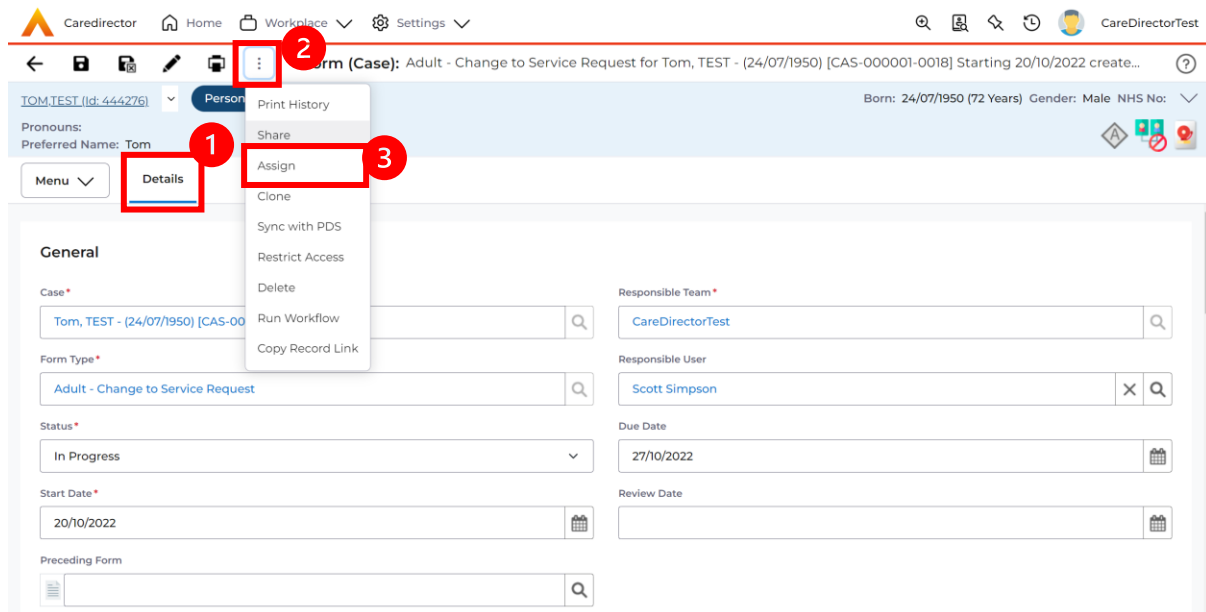 Caredirector Home Workplace Settings CareDirectorTest
2
rm (Case): Adult - Change to Service Request for Tom, TEST - (24/07/1950) [CAS-000001-0018] Starting 20/10/2022 create...
TOM,TEST (Id: 444276) Person Born: 24/07/1950 (72 Years) Gender: Male NHS No:
Pronouns:
Preferred Name: Tom
1
Menu Details
Print History
Share
Assign
3
Clone
Sync with PDS
Restrict Access
Delete
Run Workflow
Copy Record Link
General
Case* Responsible Team*
Tom, TEST - (24/07/1950) [CAS-00 CareDirectorTest
Form Type* Responsible User
Adult - Change to Service Request Scott Simpson
Status* Due Date
In Progress 27/10/2022
Start Date* Review Date
20/10/2022
Preceding Form